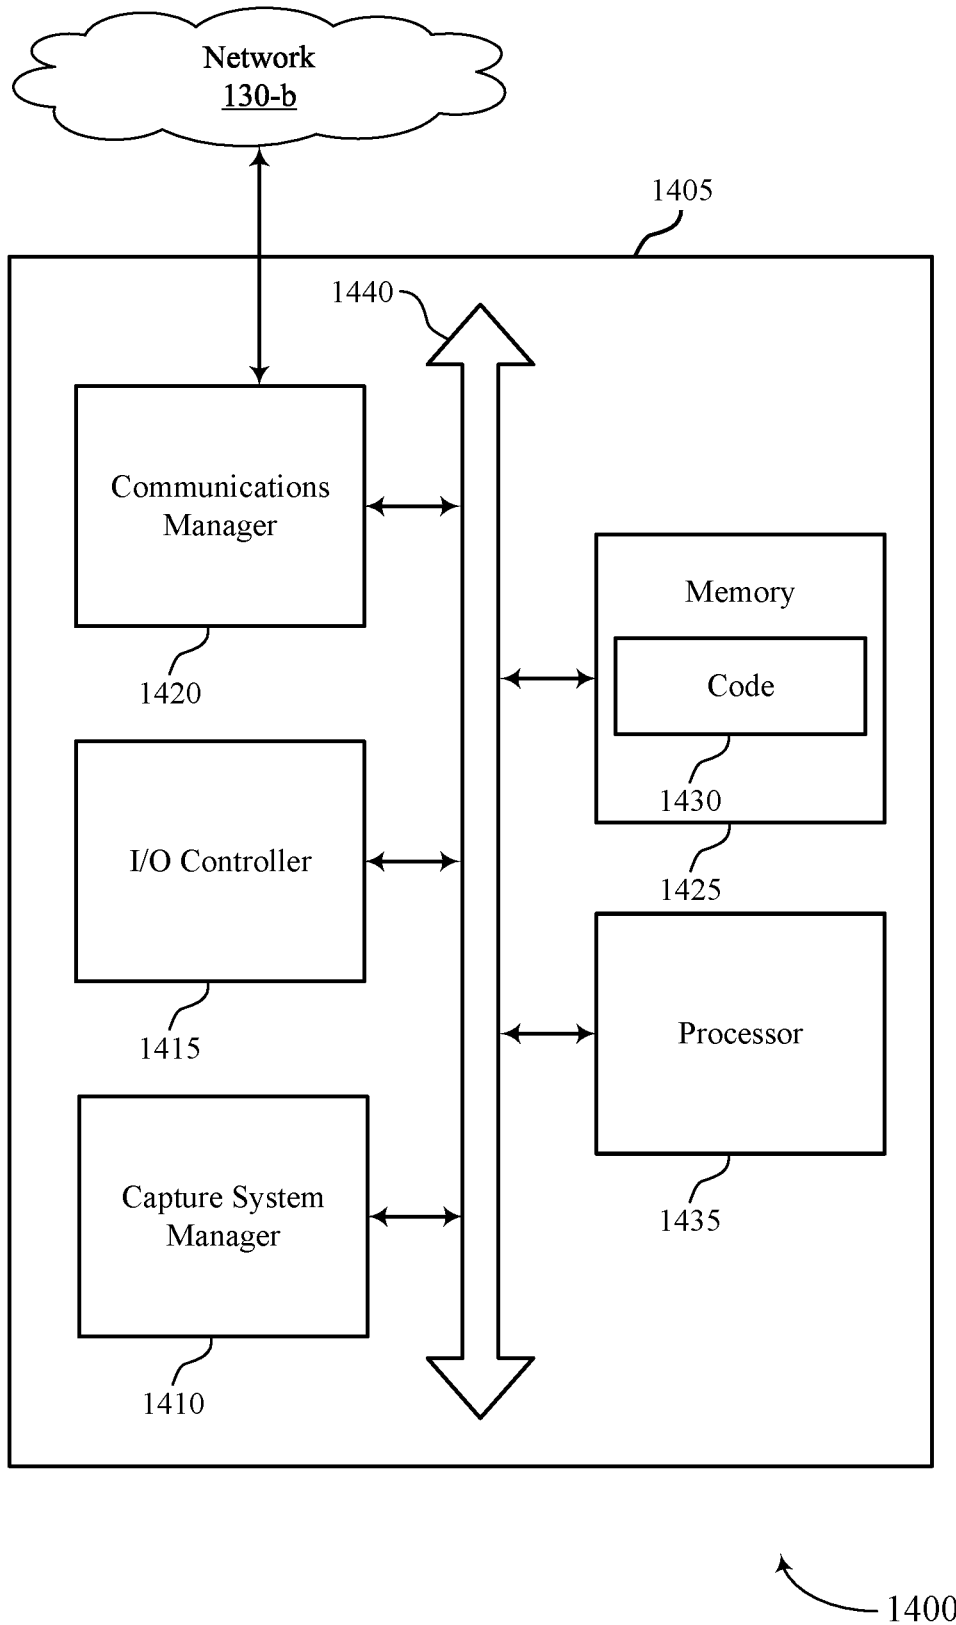 Network
130-b
1405
1440
Communications
Manager
1420
Memory
Code
1430
1425
I/O Controller
1415
Processor
1435
Capture System
Manager
1410
1400